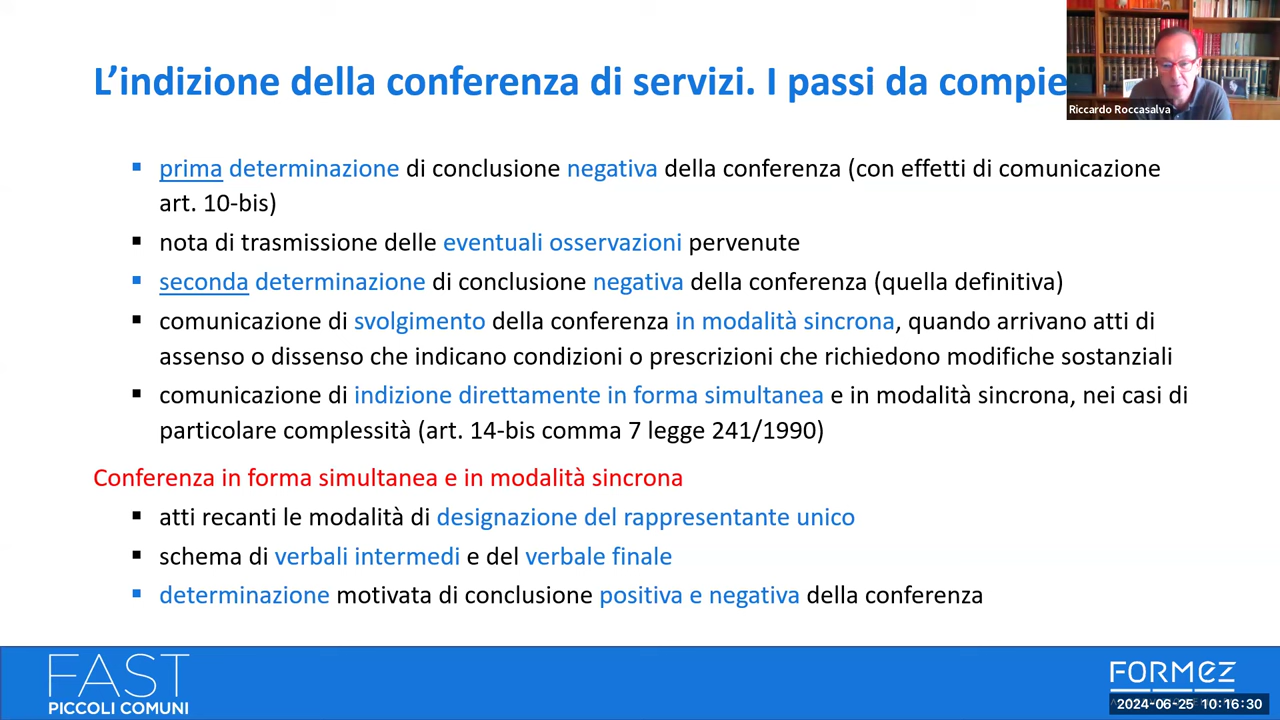 L'indizione della conferenza di servizi. I passi da compie
Riccardo Roccasalva
▪ prima determinazione di conclusione negativa della conferenza (con effetti di comunicazione
art. 10-bis)
▪ nota di trasmissione delle eventuali osservazioni pervenute
▪ seconda determinazione di conclusione negativa della conferenza (quella definitiva)
▪ comunicazione di svolgimento della conferenza in modalità sincrona, quando arrivano atti di
assenso o dissenso che indicano condizioni o prescrizioni che richiedono modifiche sostanziali
▪ comunicazione di indizione direttamente in forma simultanea e in modalità sincrona, nei casi di
particolare complessità (art. 14-bis comma 7 legge 241/1990)
Conferenza in forma simultanea e in modalità sincrona
▪ atti recanti le modalità di designazione del rappresentante unico
▪ schema di verbali intermedi e del verbale finale
▪ determinazione motivata di conclusione positiva e negativa della conferenza
FAST
PICCOLI COMUNI
FORMEZ
2024-06-25 10:16:30